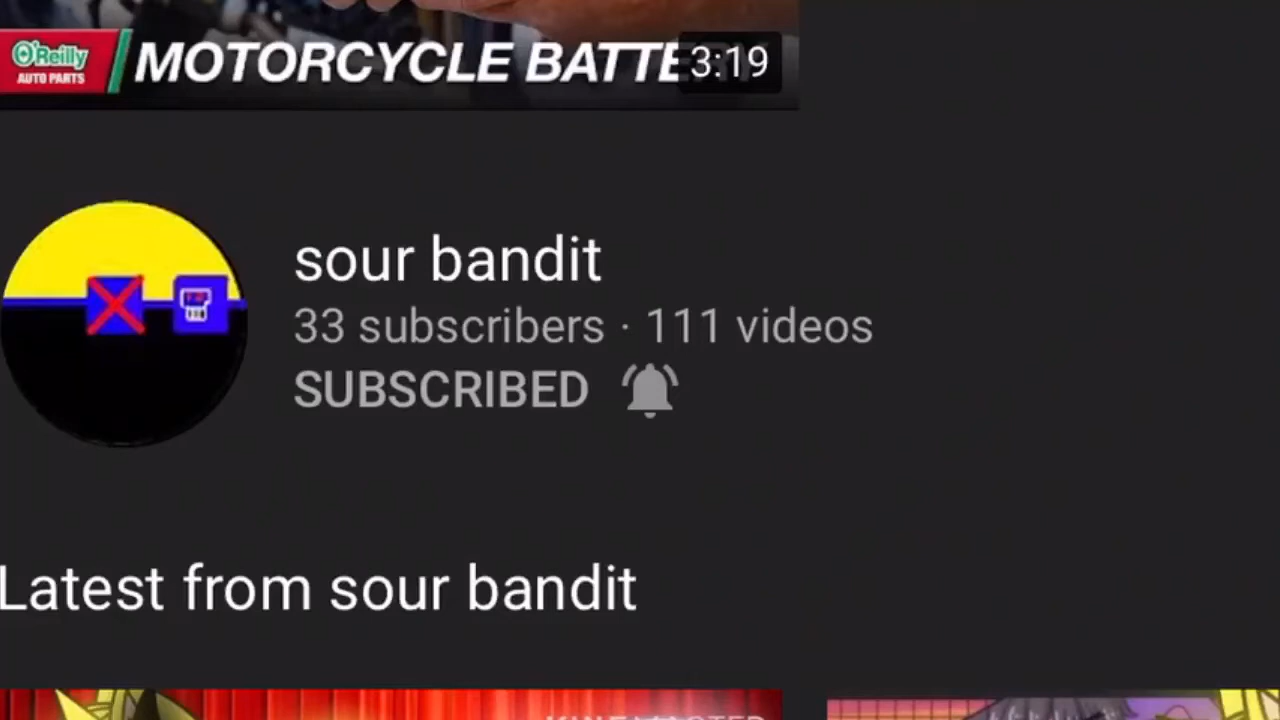 O'Reilly
AUTO PARTS
MOTORCYCLE BATTE
3:19
sour bandit
33 subscribers · 111 videos
SUBSCRIBED
Latest from sour bandit